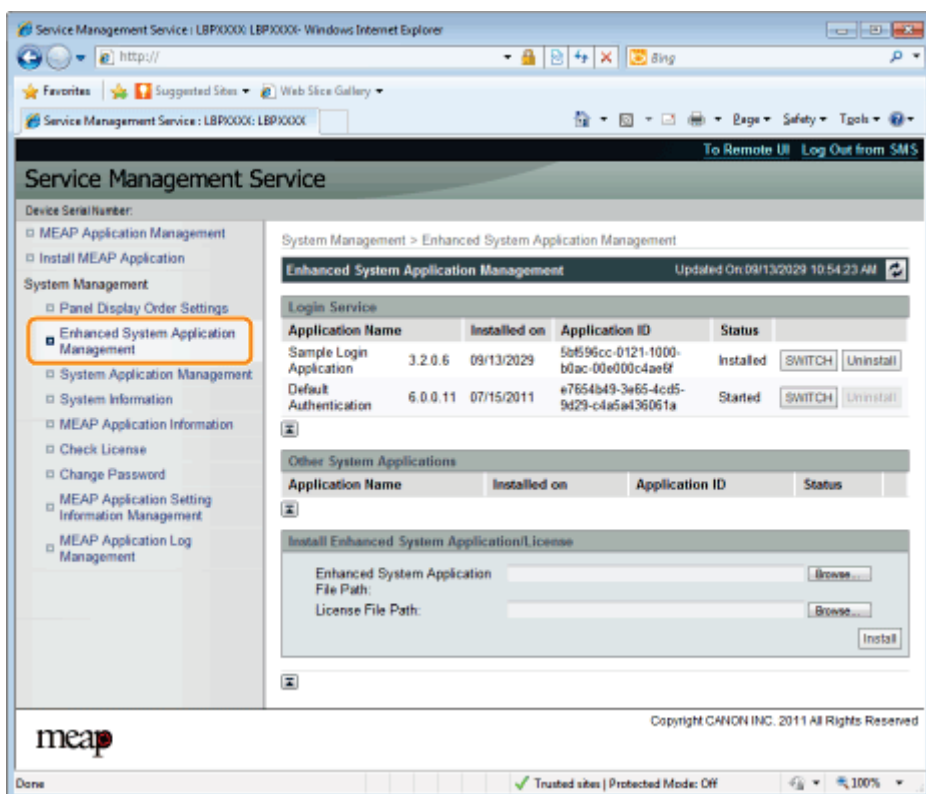 Service Management Service : LBPXXXX: LBPXXXX- Windows Internet Explorer
http://
Bing
Favorites
Suggested Sites
Web Slice Gallery
Service Management Service : LBPXXXX: LBPXXXX
Page
Safety
Tools
To Remote UI
Log Out from SMS
Service Management Service
Device Serial Number:
MEAP Application Management
Install MEAP Application
System Management
Panel Display Order Settings
Enhanced System Application
Management
System Application Management
System Information
MEAP Application Information
Check License
Change Password
MEAP Application Setting
Information Management
MEAP Application Log
Management
System Management > Enhanced System Application Management
Enhanced System Application Management
Updated On:09/13/2029 10:54:23 AM
Login Service
Application Name Installed on Application ID Status
Sample Login
Application
3.2.0.6 09/13/2029
5bf596cc-0121-1000-
b0ac-00e000c4ae6f
Installed SWITCH Uninstall
Default
Authentication
6.0.0.11 07/15/2011
e7654b49-3e65-4cd5-
9d29-c4a5a436061a
Started SWITCH Uninstall
Other System Applications
Application Name Installed on Application ID Status
Install Enhanced System Application/License
Enhanced System Application
File Path:
Browse...
License File Path:
Browse...
Install
Copyright CANON INC. 2011 All Rights Reserved
meap
Done
Trusted sites | Protected Mode: Off
100%